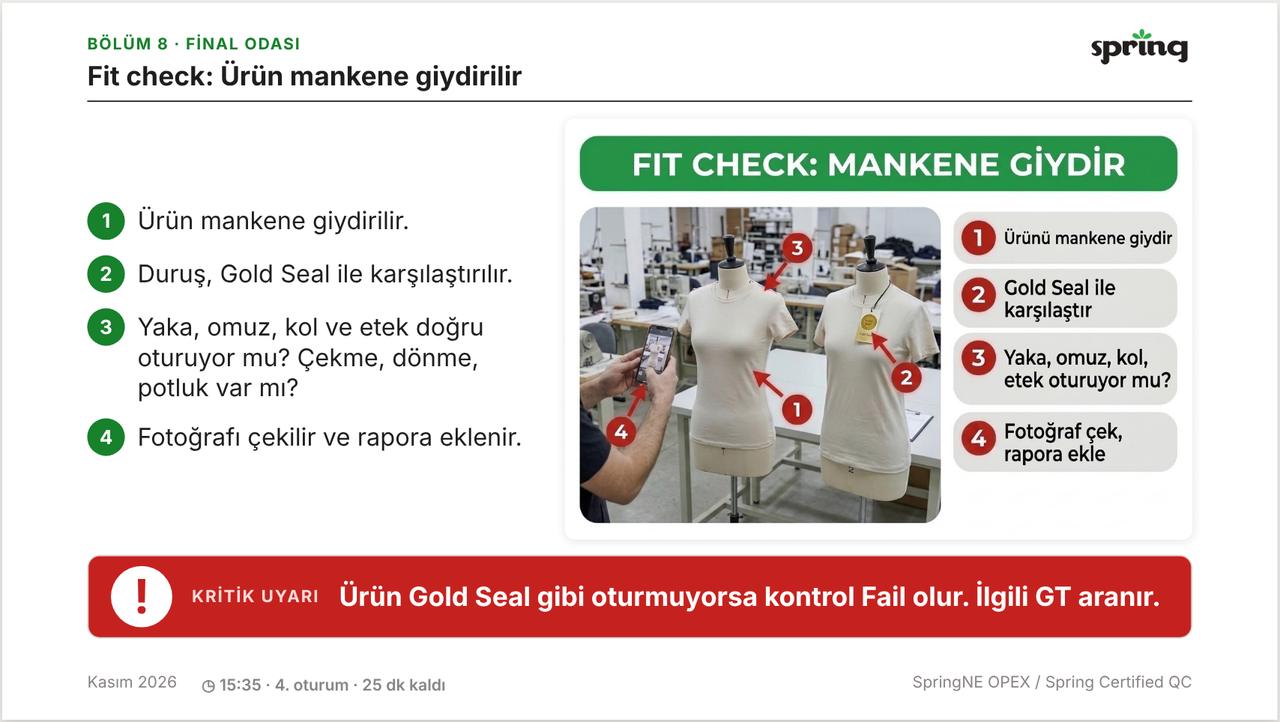 BÖLÜM 8 · FİNAL ODASI
Fit check: Ürün mankene giydirilir
spring
1 Ürün mankene giydirilir.
2 Duruş, Gold Seal ile karşılaştırılır.
3 Yaka, omuz, kol ve etek doğru
oturuyor mu? Çekme, dönme,
potluk var mı?
4 Fotoğrafı çekilir ve rapora eklenir.
FIT CHECK: MANKENE GİYDİR
3
2
1
4
1 Ürünü mankene giydir
2 Gold Seal ile
karşılaştır
3 Yaka, omuz, kol,
etek oturuyor mu?
4 Fotoğraf çek,
rapora ekle
! KRİTİK UYARI Ürün Gold Seal gibi oturmuyorsa kontrol Fail olur. İlgili GT aranır.
Kasım 2026 15:35 · 4. oturum · 25 dk kaldı
SpringNE OPEX / Spring Certified QC